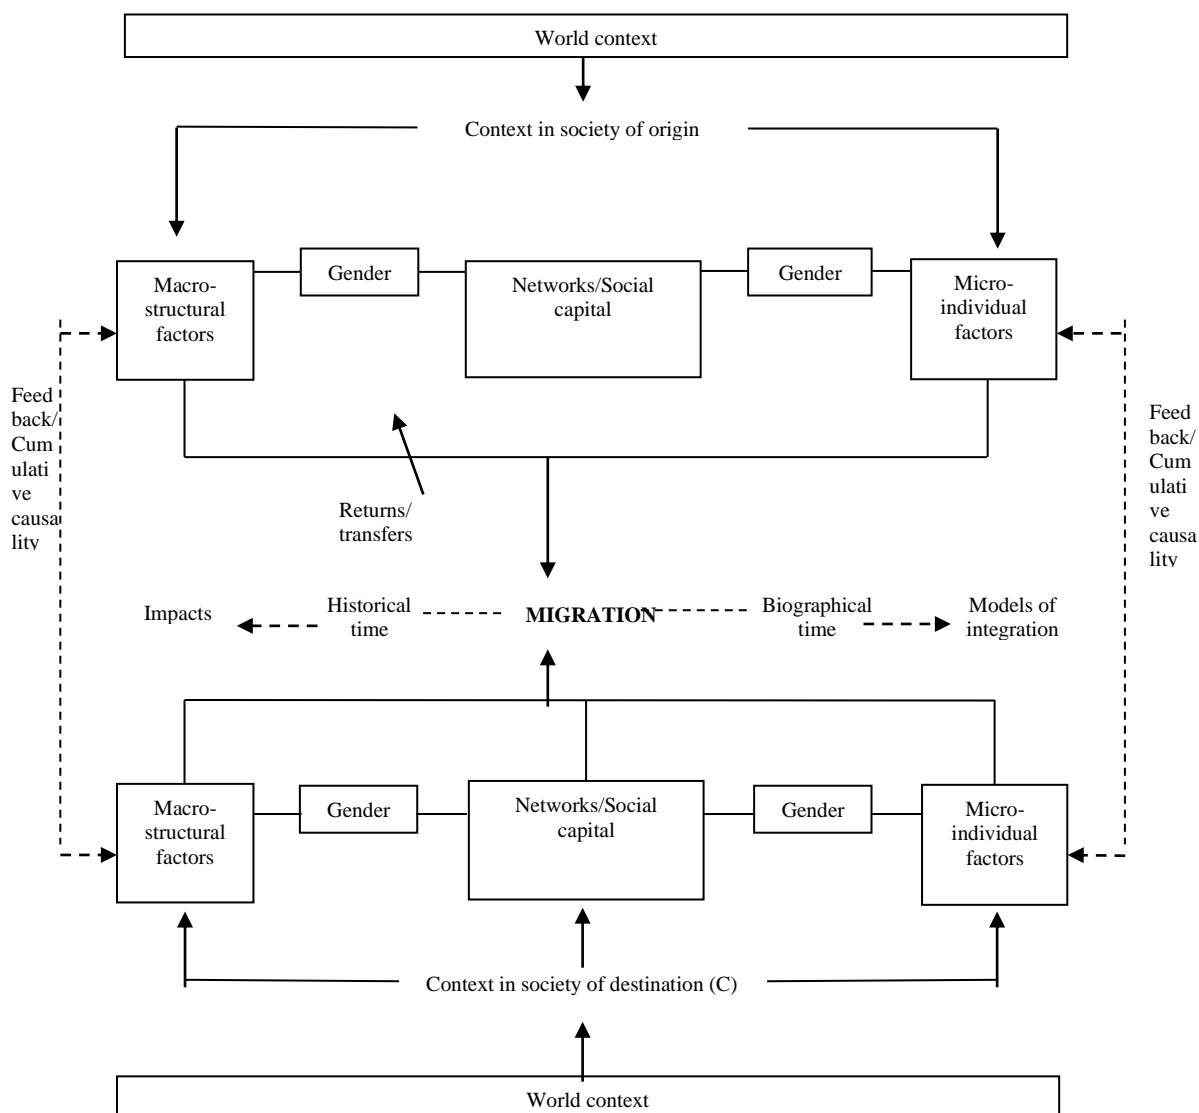 World context
Context in society of origin
Macro-
structural
factors
Gender
Networks/Social
capital
Gender
Micro-
individual
factors
Feed
back/
Cum
ulati
ve
causa
lity
Feed
back/
Cum
ulati
ve
causa
lity
Returns/
transfers
Impacts
Historical
time
MIGRATION
Biographical
time
Models of
integration
Macro-
structural
factors
Gender
Networks/Social
capital
Gender
Micro-
individual
factors
Context in society of destination (C)
World context